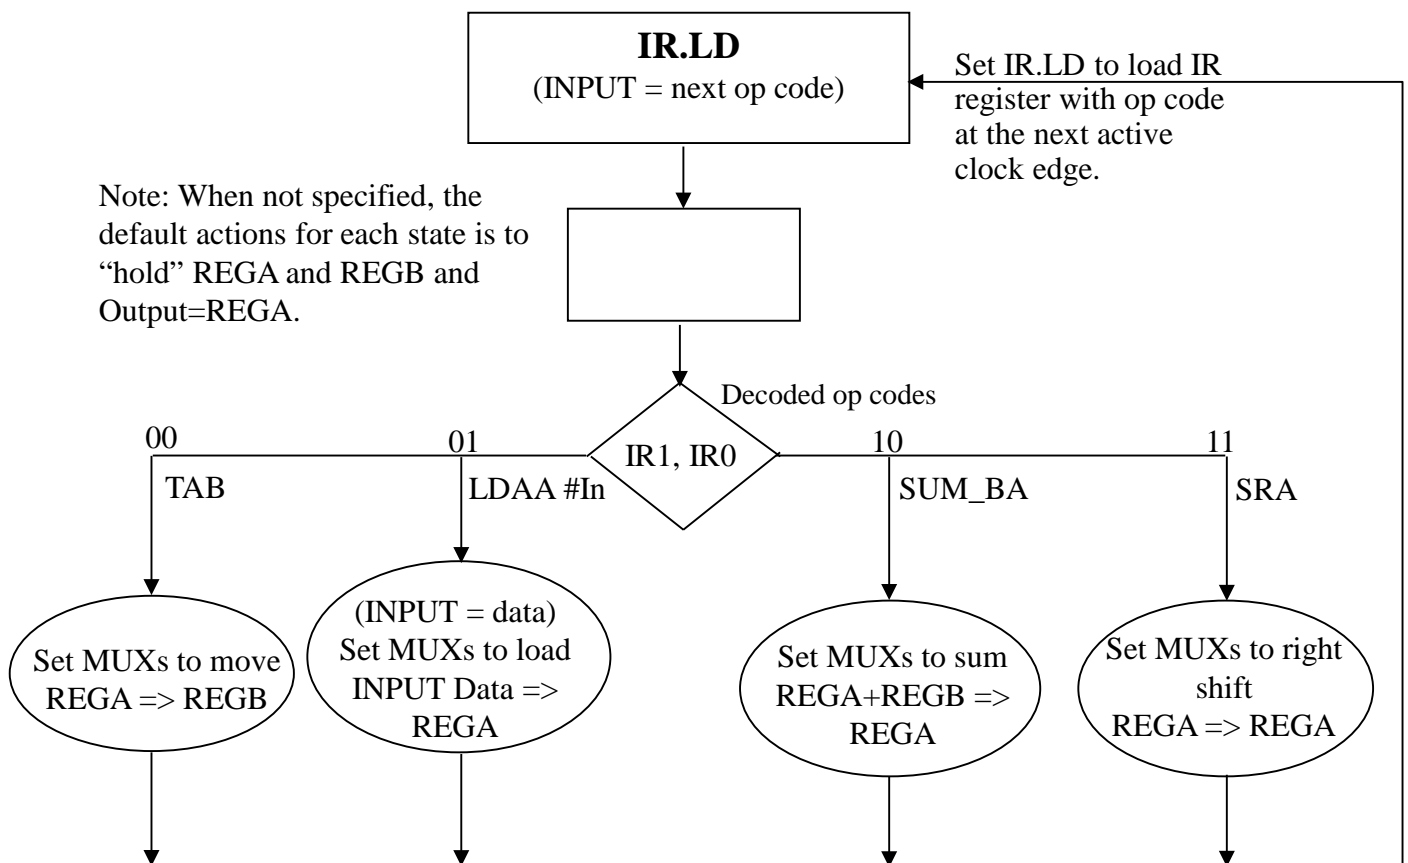 IR.LD
(INPUT = next op code)
Set IR.LD to load IR
register with op code
at the next active
clock edge.
Note: When not specified, the
default actions for each state is to
“hold” REGA and REGB and
Output=REGA.
Decoded op codes
IR1, IR0
00
01
10
11
TAB
LDAA #In
SUM_BA
SRA
Set MUXs to move
REGA => REGB
(INPUT = data)
Set MUXs to load
INPUT Data =>
REGA
Set MUXs to sum
REGA+REGB =>
REGA
Set MUXs to right
shift
REGA => REGA